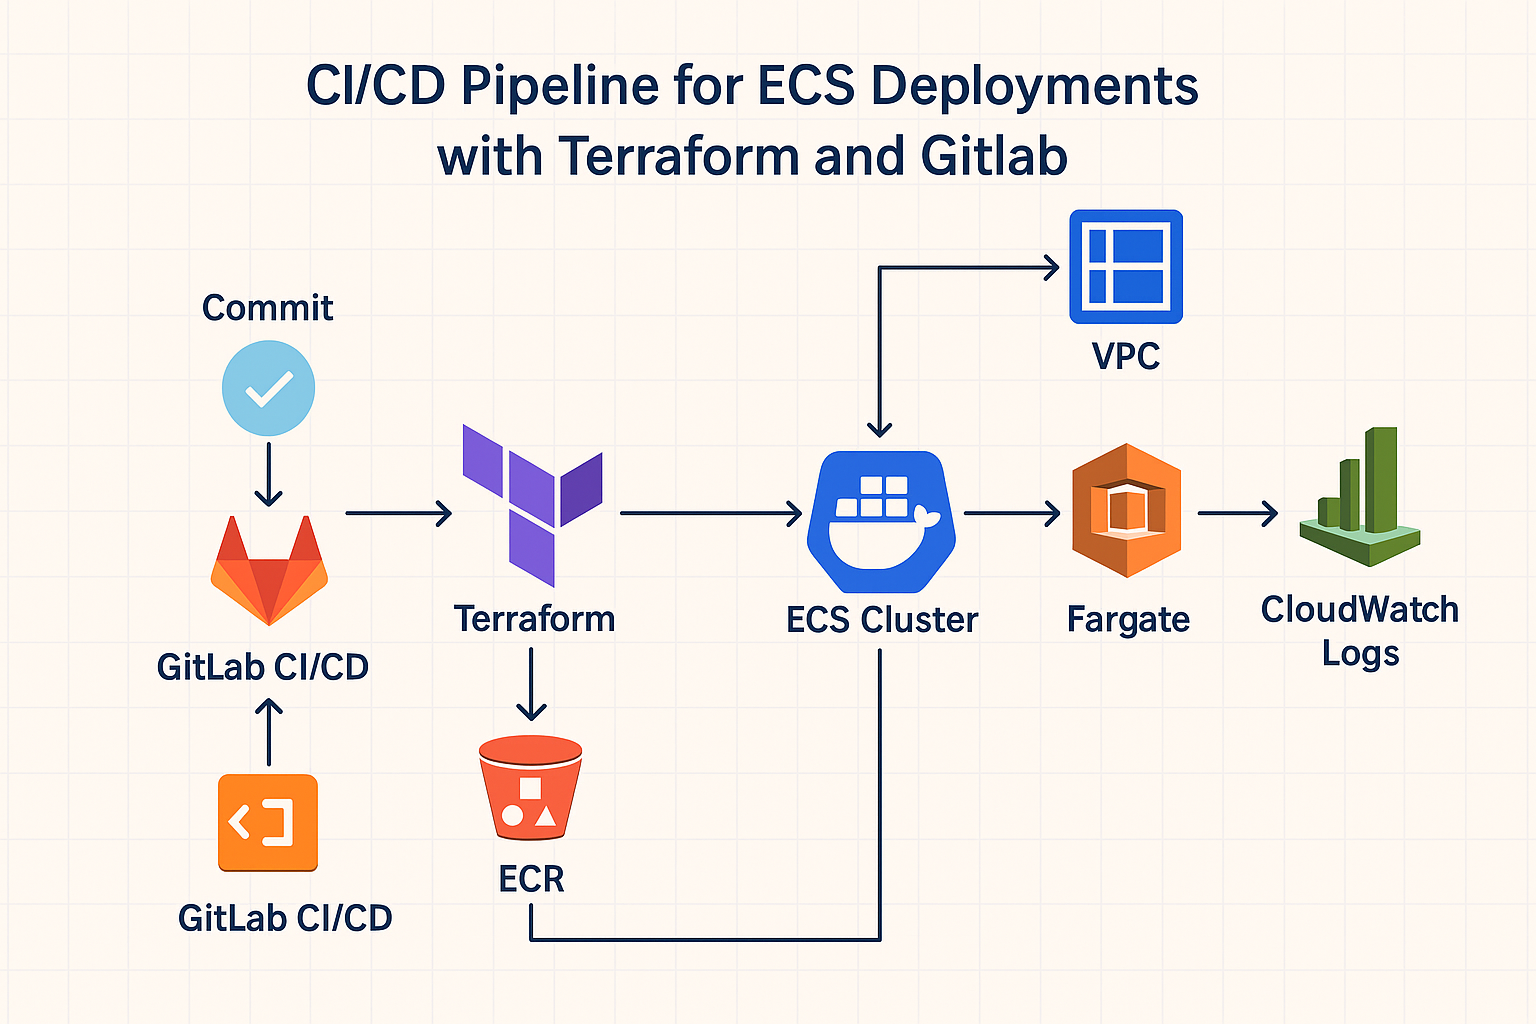 CI/CD Pipeline for ECS Deployments
with Terraform and Gitlab
Commit
VPC
GitLab CI/CD
Terraform
ECS Cluster
Fargate
CloudWatch
Logs
ECR
GitLab CI/CD